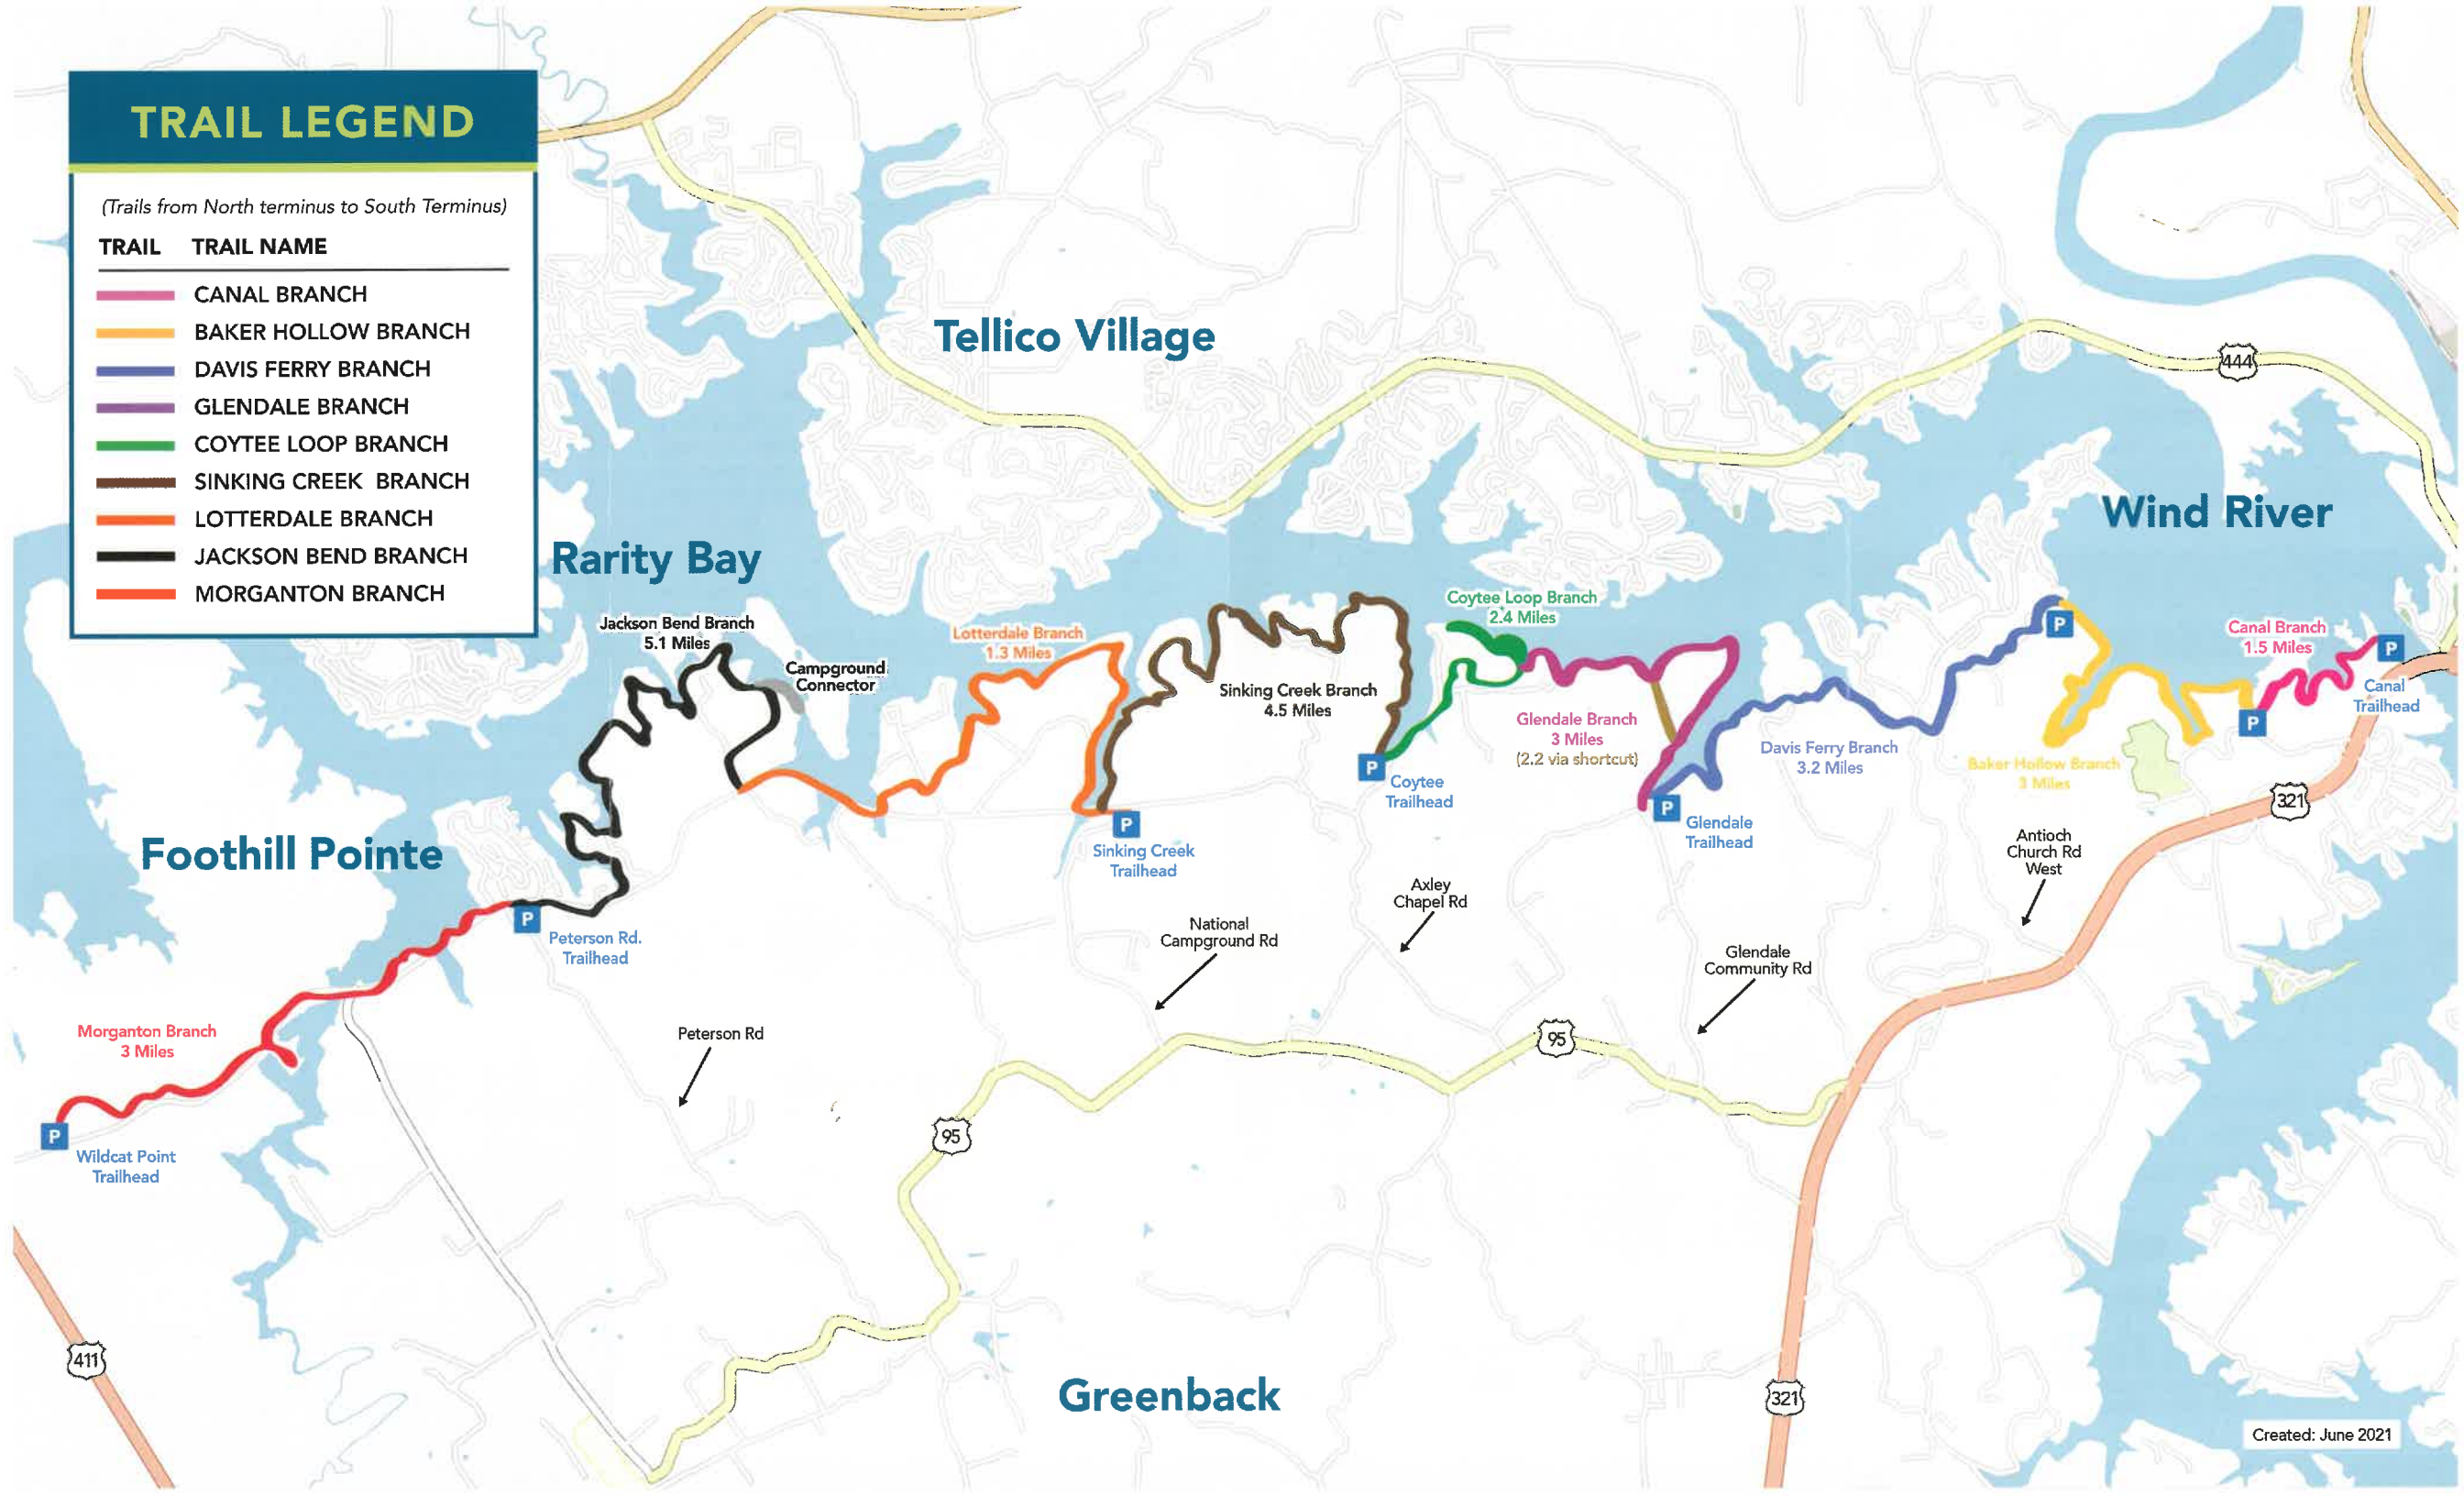 TRAIL LEGEND
(Trails from North terminus to South Terminus)
TRAIL TRAIL NAME
CANAL BRANCH
BAKER HOLLOW BRANCH
DAVIS FERRY BRANCH
GLENDALE BRANCH
COYTEE LOOP BRANCH
SINKING CREEK BRANCH
LOTTERDALE BRANCH
JACKSON BEND BRANCH
MORGANTON BRANCH
Tellico Village
444
Wind River
Rarity Bay
Jackson Bend Branch
5.1 Miles
Campground
Connector
Lotterdale Branch
1.3 Miles
Sinking Creek Branch
4.5 Miles
Coytee Loop Branch
2.4 Miles
Glendale Branch
3 Miles
(2.2 via shortcut)
Davis Ferry Branch
3.2 Miles
P
Baker Hollow Branch
3 Miles
P
Canal Branch
1.5 Miles
P
Canal
Trailhead
P
Coytee
Trailhead
P
Glendale
Trailhead
P
Sinking Creek
Trailhead
321
Foothill Pointe
P
Peterson Rd.
Trailhead
Antioch
Church Rd
West
Axley
Chapel Rd
National
Campground Rd
Glendale
Community Rd
Morganton Branch
3 Miles
Peterson Rd
95
P
Wildcat Point
Trailhead
95
411
Greenback
321
Created: June 2021